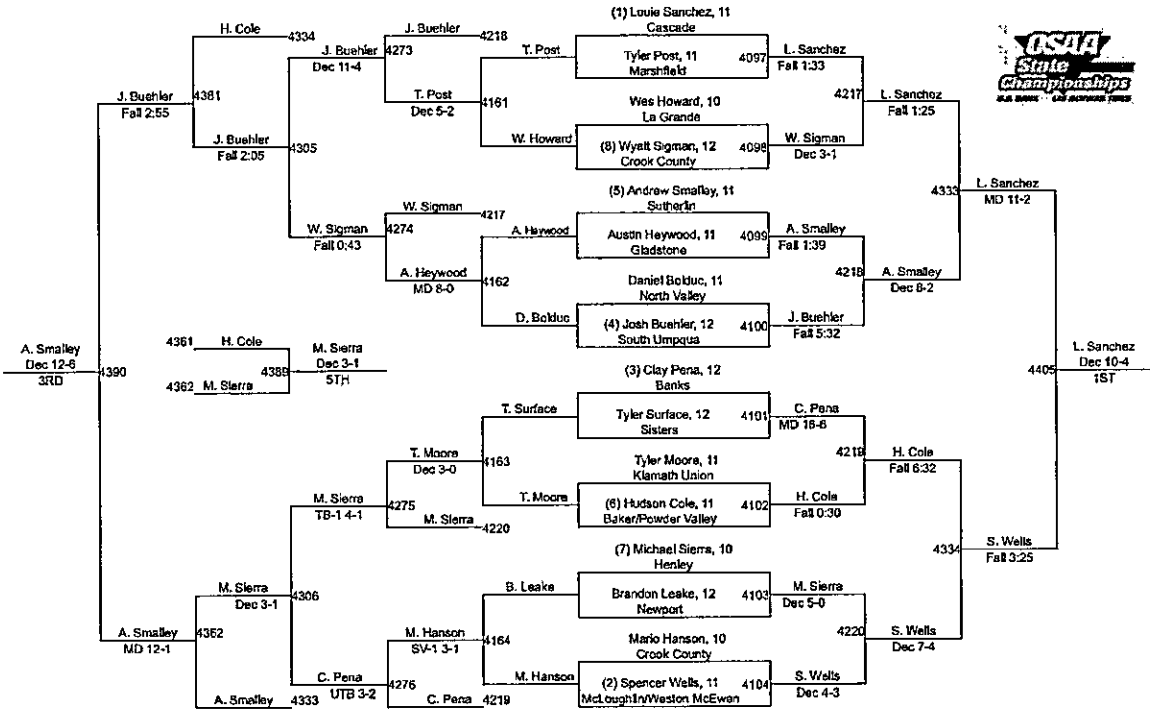 (1) Louie Sanchez, 11
Cascade
OSAA
State
Championships
H. Cole
4334
J. Buehler
4218
J. Buehler
4273
Dec 11-4
T. Post
Tyler Post, 11
Marshfield
4097
L. Sanchez
Fall 1:33
4217
L. Sanchez
Fall 1:25
J. Buehler
Fall 2:55
4381
T. Post
Dec 5-2
4161
Wes Howard, 10
La Grande
J. Buehler
Fall 2:05
4305
W. Howard
(8) Wyatt Sigman, 12
Crook County
4098
W. Sigman
Dec 3-1
4333
L. Sanchez
MD 11-2
(5) Andrew Smalley, 11
Sutherlin
W. Sigman
4217
W. Sigman
Fall 0:43
4274
A. Heywood
Austin Heywood, 11
Gladstone
4099
A. Smalley
Fall 1:39
4218
A. Smalley
Dec 8-2
A. Heywood
MD 8-0
4162
Daniel Bolduc, 11
North Valley
D. Bolduc
(4) Josh Buehler, 12
South Umpqua
4100
J. Buehler
Fall 5:32
A. Smalley
Dec 12-6
3RD
4390
4361
H. Cole
4389
M. Sierra
Dec 3-1
5TH
4362
M. Sierra
4405
L. Sanchez
Dec 10-4
1ST
(3) Clay Pena, 12
Banks
T. Surface
Tyler Surface, 12
Sisters
4101
C. Pena
MD 16-6
4219
H. Cole
Fall 6:32
T. Moore
Dec 3-0
4163
Tyler Moore, 11
Klamath Union
M. Sierra
TB-1 4-1
4275
T. Moore
(6) Hudson Cole, 11
Baker/Powder Valley
4102
H. Cole
Fall 0:30
M. Sierra
4220
4334
S. Wells
Fall 3:25
(7) Michael Sierra, 10
Henley
M. Sierra
Dec 3-1
4306
B. Leake
Brandon Leake, 12
Newport
4103
M. Sierra
Dec 5-0
4220
S. Wells
Dec 7-4
A. Smalley
MD 12-1
4362
M. Hanson
SV-1 3-1
4164
Mario Hanson, 10
Crook County
C. Pena
UTB 3-2
4276
M. Hanson
(2) Spencer Wells, 11
McLoughlin/Weston McEwen
4104
S. Wells
Dec 4-3
A. Smalley
4333
C. Pena
4219